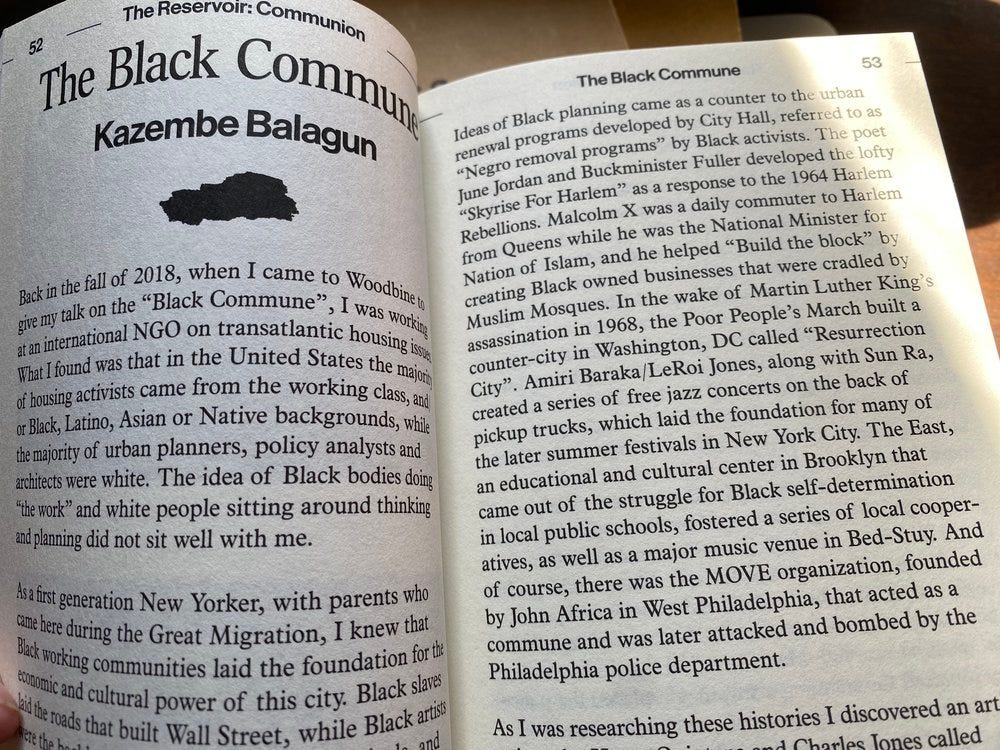 52
The Reservoir: Communion
The Black Commune
Kazembe Balagun
Back in the fall of 2018, when I came to Woodbine to
give my talk on the “Black Commune”, I was working
at an international NGO on transatlantic housing issues
What I found was that in the United States the majority
of housing activists came from the working class, and
or Black, Latino, Asian or Native backgrounds, while
the majority of urban planners, policy analysts and
architects were white. The idea of Black bodies doing
“the work” and white people sitting around thinking
and planning did not sit well with me.
As a first generation New Yorker, with parents who
came here during the Great Migration, I knew that
Black working communities laid the foundation for the
economic and cultural power of this city. Black slaves
laid the roads that built Wall Street, while Black artists
were the
and
The Black Commune
53
Ideas of Black planning came as a counter to the urban
renewal programs developed by City Hall, referred to as
“Negro removal programs” by Black activists. The poet
June Jordan and Buckminister Fuller developed the lofty
“Skyrise For Harlem” as a response to the 1964 Harlem
Rebellions. Malcolm X was a daily commuter to Harlem
from Queens while he was the National Minister for
Nation of Islam, and he helped “Build the block” by
creating Black owned businesses that were cradled by
Muslim Mosques. In the wake of Martin Luther King’s
assassination in 1968, the Poor People’s March built a
counter-city in Washington, DC called “Resurrection
City”. Amiri Baraka/LeRoi Jones, along with Sun Ra,
created a series of free jazz concerts on the back of
pickup trucks, which laid the foundation for many of
the later summer festivals in New York City. The East,
an educational and cultural center in Brooklyn that
came out of the struggle for Black self-determination
in local public schools, fostered a series of local cooper-
atives, as well as a major music venue in Bed-Stuy. And
of course, there was the MOVE organization, founded
by John Africa in West Philadelphia, that acted as a
commune and was later attacked and bombed by the
Philadelphia police department.
As I was researching these histories I discovered an art
and Charles Jones called